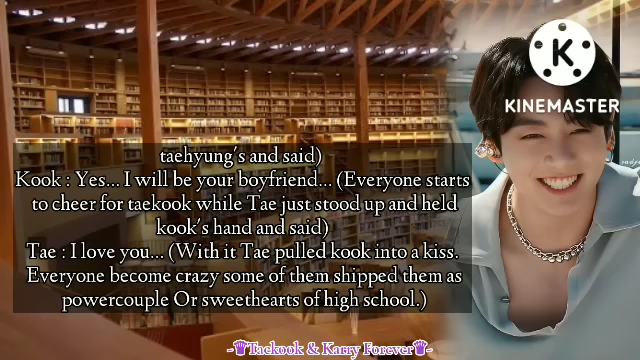 KINEMASTER
taehyung's and said)
Kook : Yes... I will be your boyfriend... (Everyone starts
to cheer for taekook while Tae just stood up and held
kook's hand and said)
Tae : I love you... (With it Tae pulled kook into a kiss.
Everyone become crazy some of them shipped them as
powercouple Or sweethearts of high school.)
-♛Taekook & Karry Forever♛-